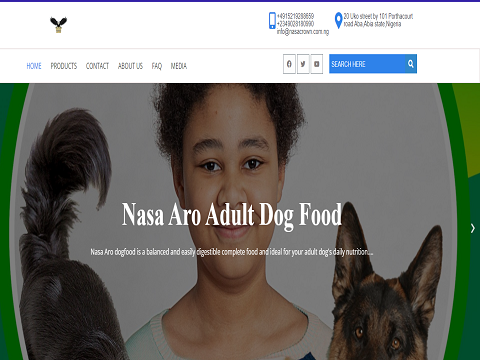 +4915219288659
+2349028180990
info@nasacrown.com.ng
20 Uko street by 101 Porthacourt
road Aba,Abia state,Nigeria
HOME PRODUCTS CONTACT ABOUT US FAQ MEDIA
SEARCH HERE
Nasa Aro Adult Dog Food
Nasa Aro dogfood is a balanced and easily digestible complete food and ideal for your adult dog's daily nutrition....